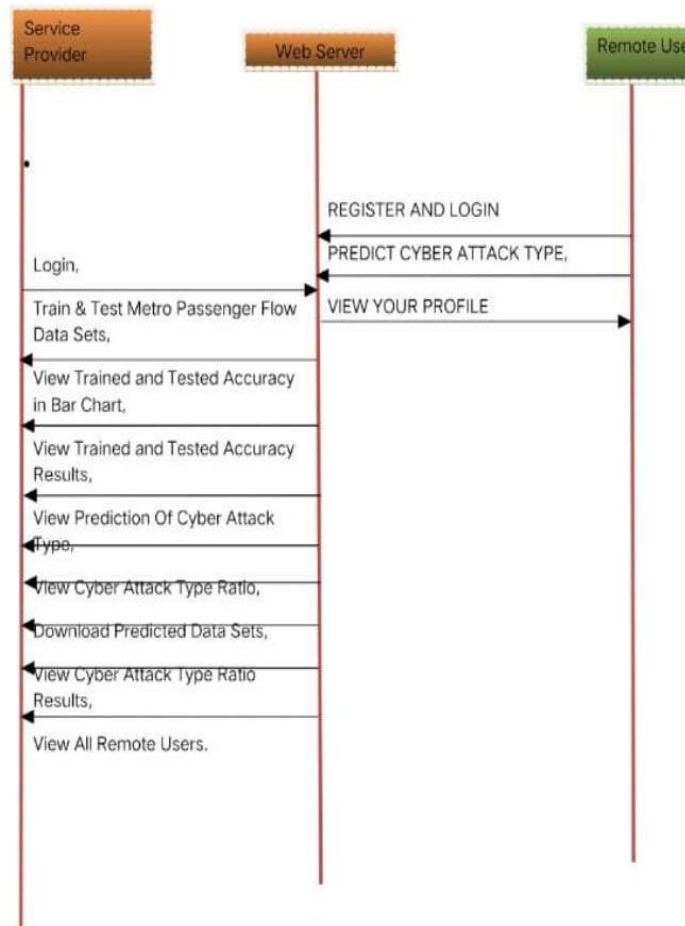 Service
Provider
Web Server
Remote Use
REGISTER AND LOGIN
PREDICT CYBER ATTACK TYPE,
Login,
VIEW YOUR PROFILE
Train & Test Metro Passenger Flow
Data Sets,
View Trained and Tested Accuracy
in Bar Chart,
View Trained and Tested Accuracy
Results,
View Prediction Of Cyber Attack
Type,
View Cyber Attack Type Ratio,
Download Predicted Data Sets,
View Cyber Attack Type Ratio
Results,
View All Remote Users.